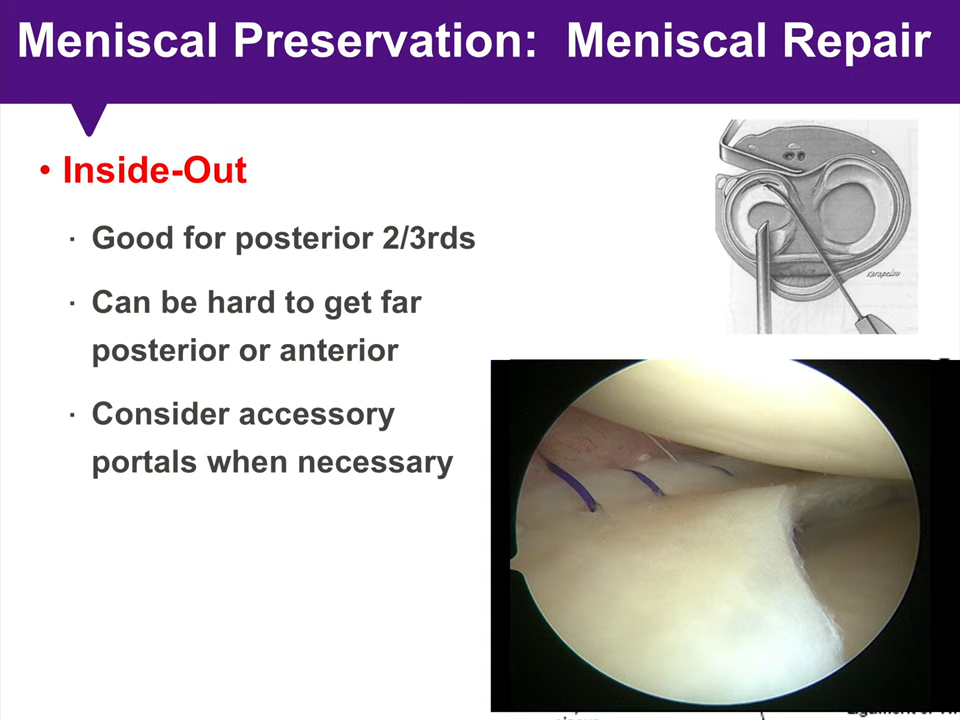 Meniscal Preservation: Meniscal Repair
• Inside-Out
· Good for posterior 2/3rds
· Can be hard to get far
posterior or anterior
· Consider accessory
portals when necessary